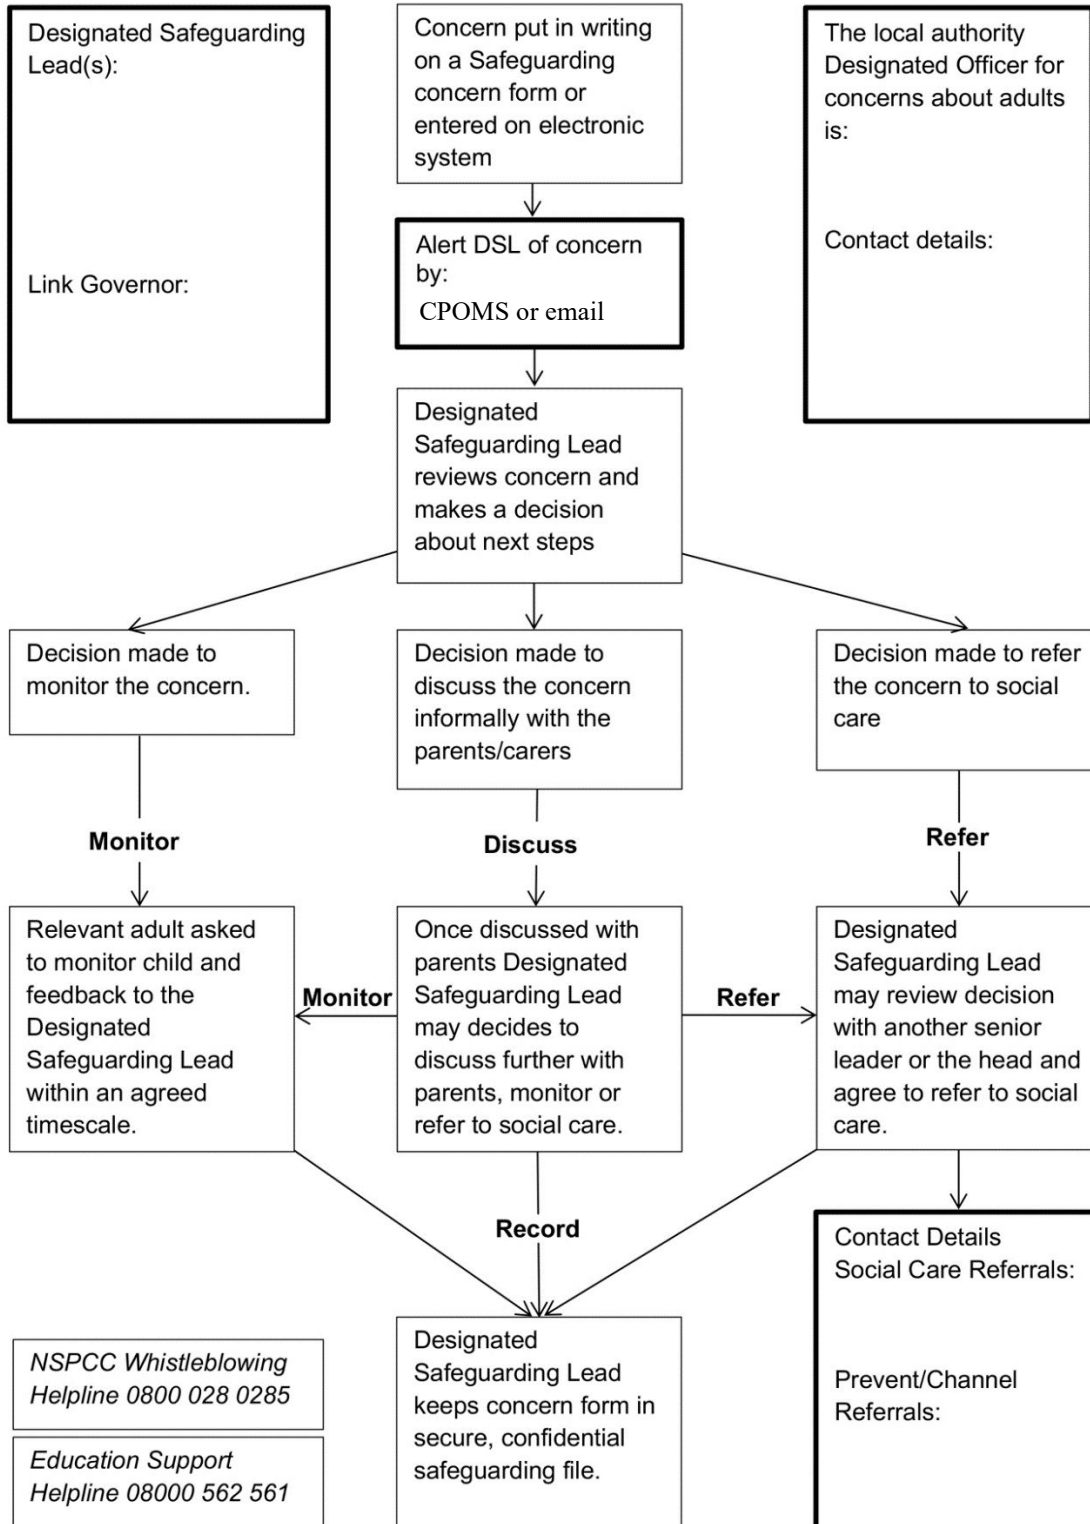 Designated Safeguarding
Lead(s):
Link Governor:
Concern put in writing
on a Safeguarding
concern form or
entered on electronic
system
The local authority
Designated Officer for
concerns about adults
is:
Contact details:
Alert DSL of concern
by:
CPOMS or email
Designated
Safeguarding Lead
reviews concern and
makes a decision
about next steps
Decision made to
monitor the concern.
Decision made to
discuss the concern
informally with the
parents/carers
Decision made to refer
the concern to social
care
Monitor
Discuss
Refer
Relevant adult asked
to monitor child and
feedback to the
Designated
Safeguarding Lead
within an agreed
timescale.
Monitor
Once discussed with
parents Designated
Safeguarding Lead
may decides to
discuss further with
parents, monitor or
refer to social care.
Refer
Designated
Safeguarding Lead
may review decision
with another senior
leader or the head and
agree to refer to social
care.
Record
Contact Details
Social Care Referrals:
Prevent/Channel
Referrals:
Designated
Safeguarding Lead
keeps concern form in
secure, confidential
safeguarding file.
NSPCC Whistleblowing
Helpline 0800 028 0285
Education Support
Helpline 08000 562 561